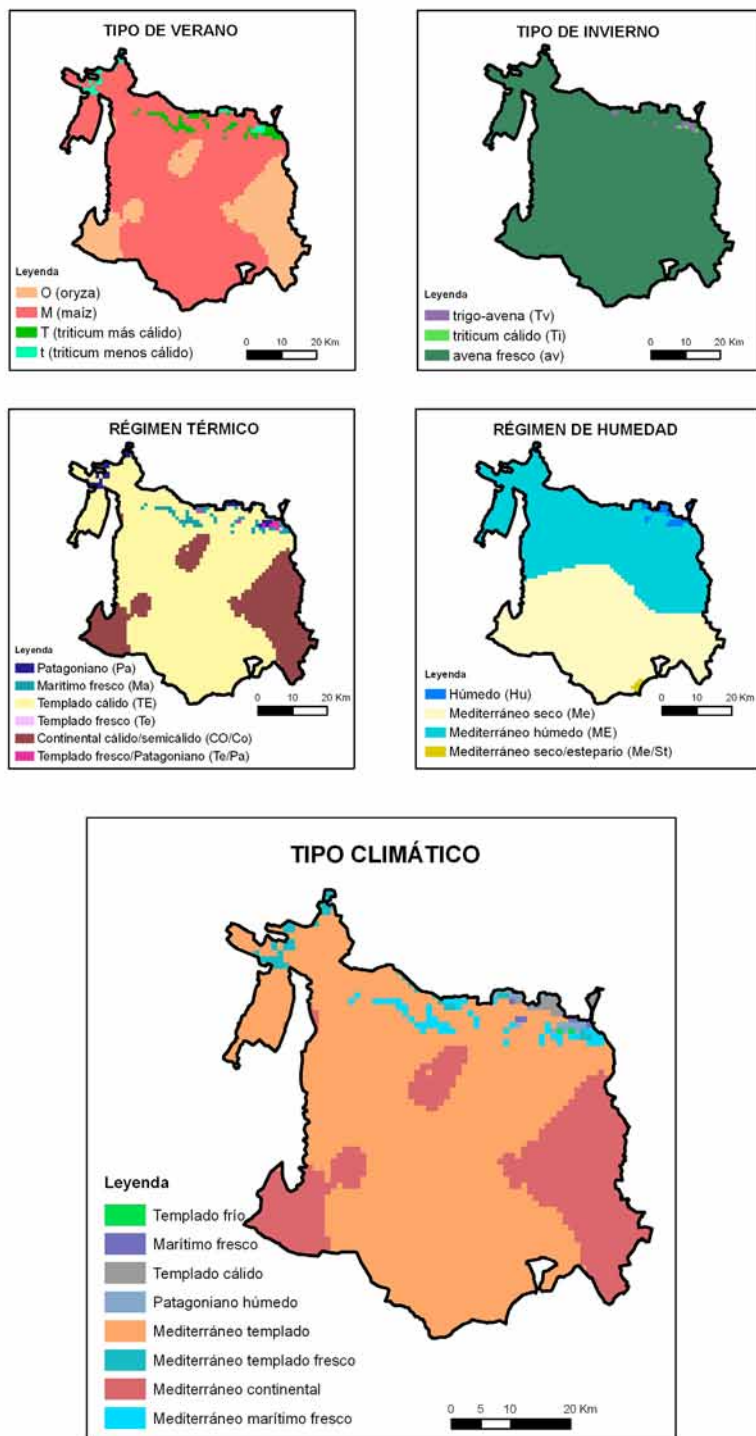 TIPO DE VERANO
Leyenda
O (oryza)
M (maíz)
T (triticum más cálido)
t (triticum menos cálido)
0 10 20 Km
TIPO DE INVIERNO
Leyenda
trigo-avena (Tv)
triticum cálido (Ti)
avena fresco (av)
0 10 20 Km
RÉGIMEN TÉRMICO
Leyenda
Patagoniano (Pa)
Marítimo fresco (Ma)
Templado cálido (TE)
Templado fresco (Te)
Continental cálido/semicálido (CO/Co)
Templado fresco/Patagoniano (Te/Pa)
0 10 20 Km
RÉGIMEN DE HUMEDAD
Leyenda
Húmedo (Hu)
Mediterráneo seco (Me)
Mediterráneo húmedo (ME)
Mediterráneo seco/estepario (Me/St)
0 10 20 Km
TIPO CLIMÁTICO
Leyenda
Templado frío
Marítimo fresco
Templado cálido
Patagoniano húmedo
Mediterráneo templado
Mediterráneo templado fresco
Mediterráneo continental
Mediterráneo marítimo fresco
0 5 10 20 Km